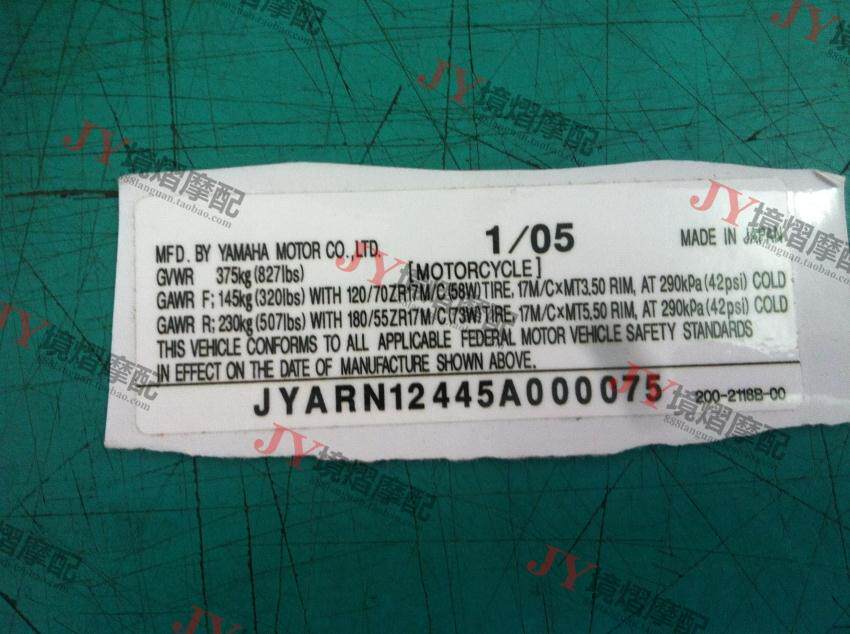 1/05
MFD. BY YAMAHA MOTOR CO., LTD.
MADE IN JAPAN
GVWR 375kg (827lbs)
[MOTORCYCLE]
GAWR F; 145kg (320lbs) WITH 120/70ZR17M/C (58W) TIRE, 17M/C×MT3.50 RIM, AT 290kPa (42psi) COLD
GAWR R; 230kg (507lbs) WITH 180/55ZR17M/C (73W) TIRE, 17M/C×MT5.50 RIM, AT 290kPa (42psi) COLD
THIS VEHICLE CONFORMS TO ALL APPLICABLE FEDERAL MOTOR VEHICLE SAFETY STANDARDS
IN EFFECT ON THE DATE OF MANUFACTURE SHOWN ABOVE.
JYARN12445A000075
200-2118B-00
JY境熠摩配
888languan.taobao.com